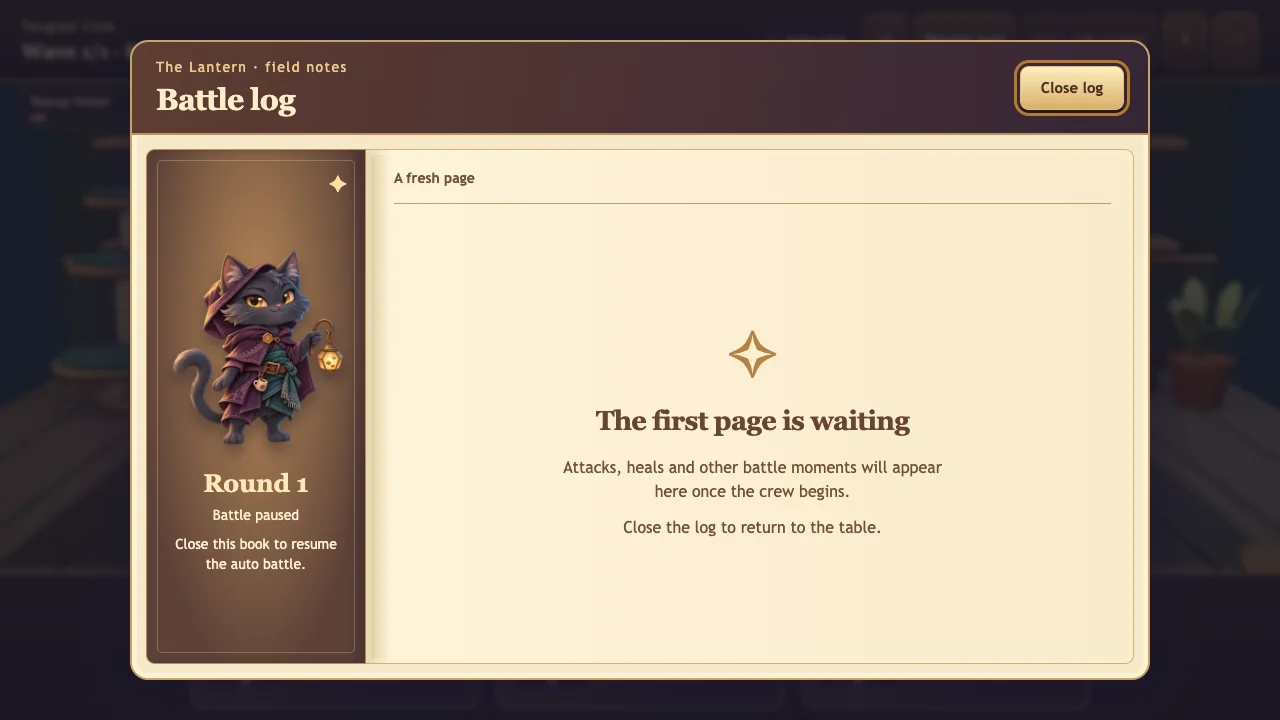 The Lantern · field notes
Battle log
Close log
Round 1
Battle paused
Close this book to resume
the auto battle.
A fresh page
The first page is waiting
Attacks, heals and other battle moments will appear
here once the crew begins.
Close the log to return to the table.